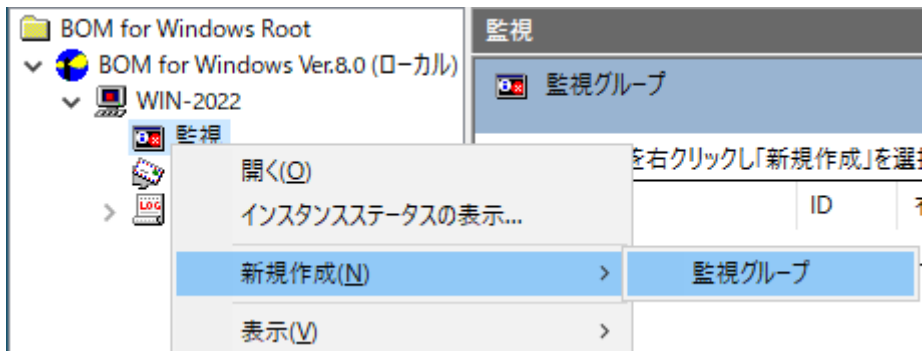 BOM for Windows Root
BOM for Windows Ver.8.0 (ローカル)
WIN-2022
監視
LOG
開く(O)
インスタンスステータスの表示...
新規作成(N)
監視グループ
表示(V)
監視
監視グループ
を右クリックし「新規作成」を選
ID